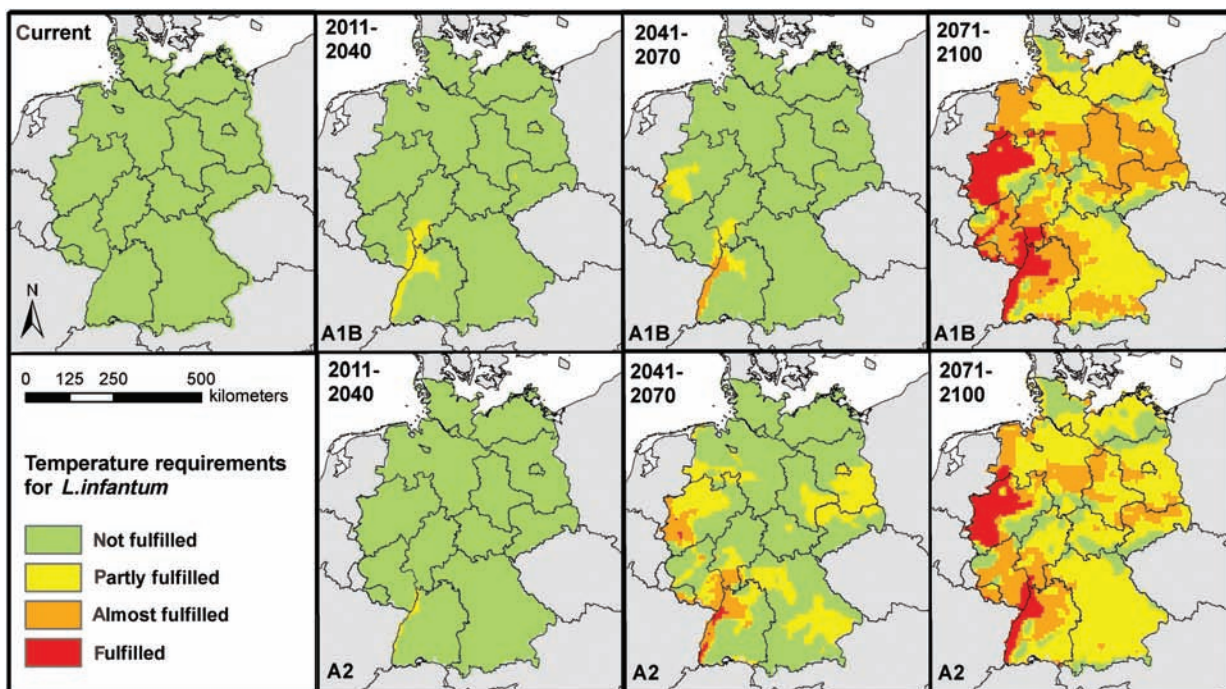 Current
N
2011-
2040
A1B
2041-
2070
A1B
2071-
2100
A1B
0 125 250 500
kilometers
Temperature requirements
for L.infantum
Not fulfilled
Partly fulfilled
Almost fulfilled
Fulfilled
2011-
2040
A2
2041-
2070
A2
2071-
2100
A2